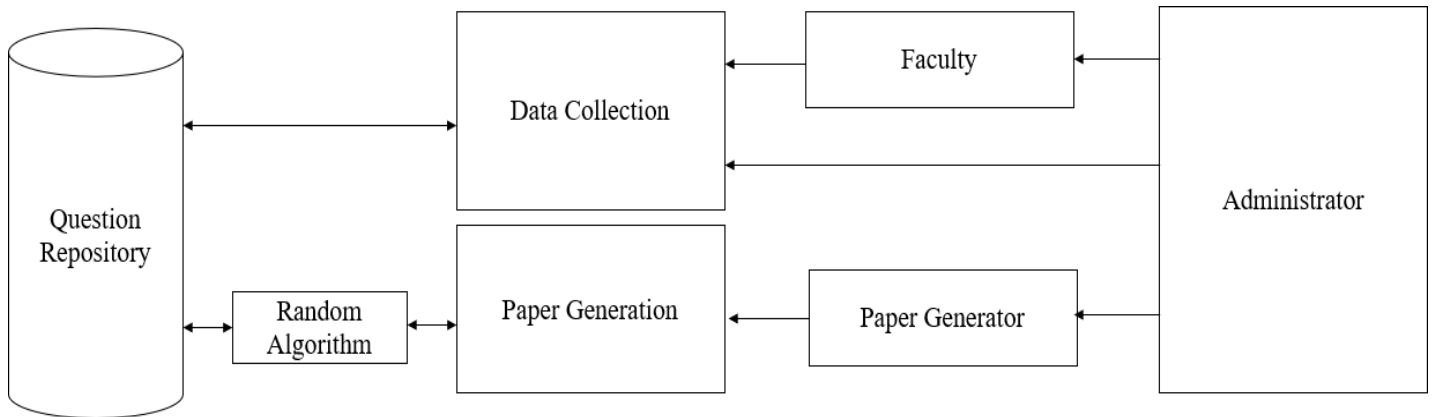 Faculty
Data Collection
Administrator
Question
Repository
Random
Algorithm
Paper Generation
Paper Generator